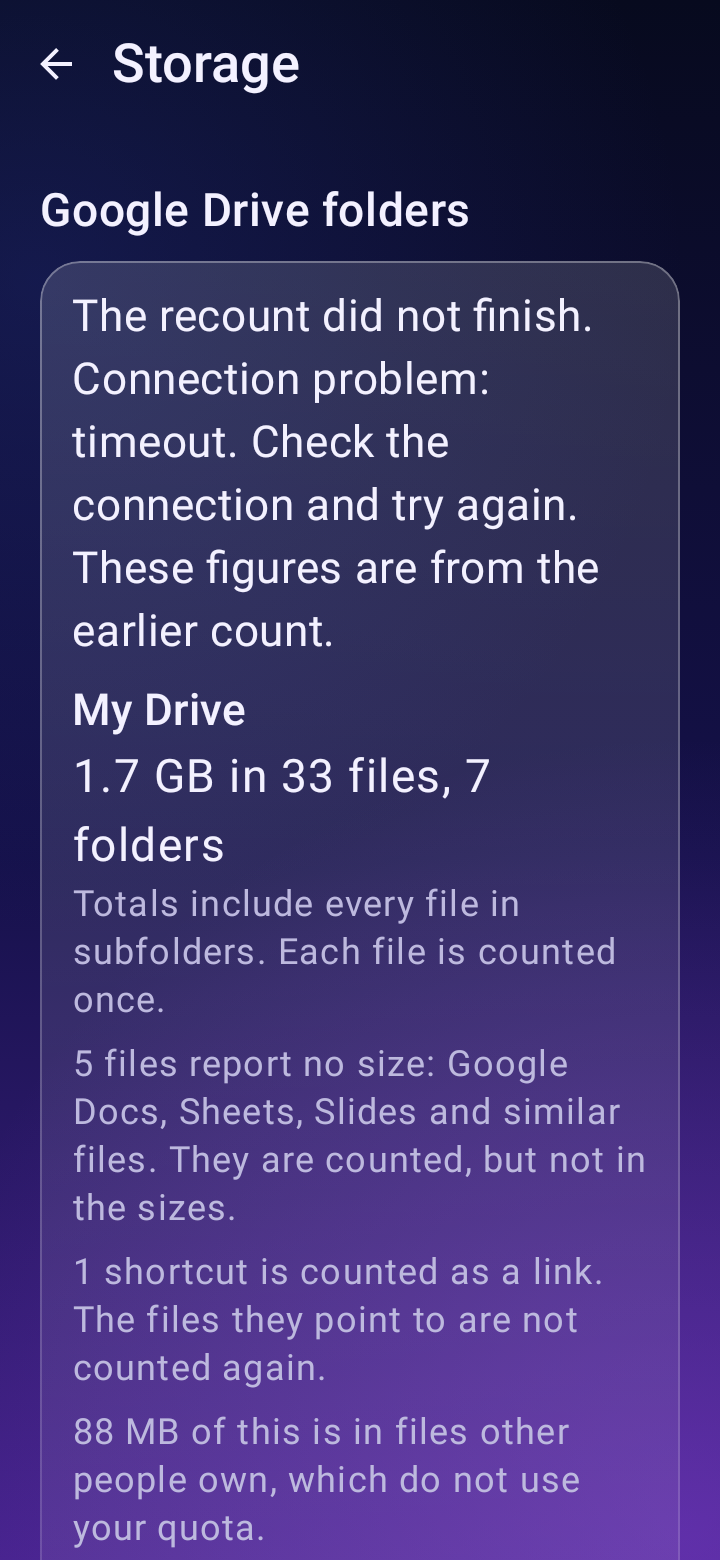 Storage
Google Drive folders
The recount did not finish.
Connection problem:
timeout. Check the
connection and try again.
These figures are from the
earlier count.
My Drive
1.7 GB in 33 files, 7
folders
Totals include every file in
subfolders. Each file is counted
once.
5 files report no size: Google
Docs, Sheets, Slides and similar
files. They are counted, but not in
the sizes.
1 shortcut is counted as a link.
The files they point to are not
counted again.
88 MB of this is in files other
people own, which do not use
your quota.